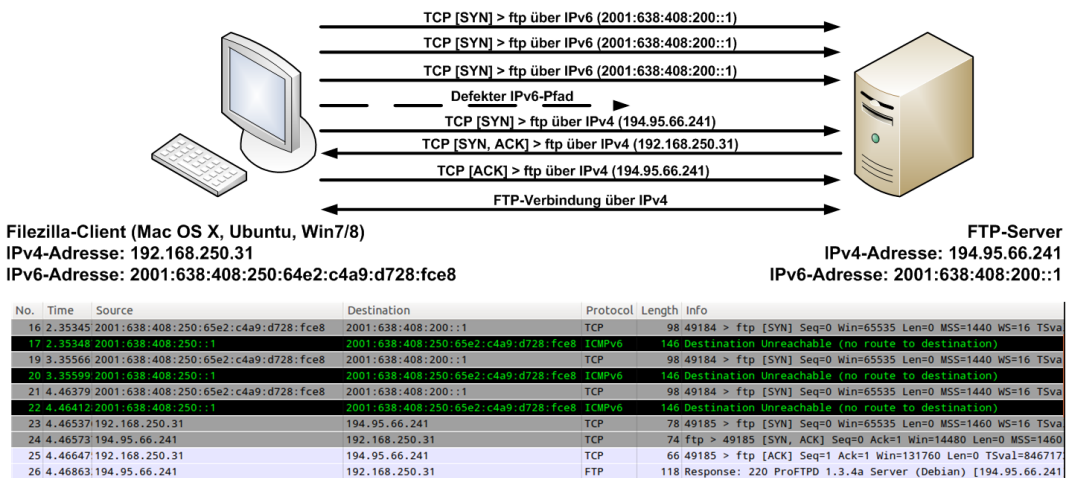 TCP [SYN] > ftp über IPv6 (2001:638:408:200::1)
TCP [SYN] > ftp über IPv6 (2001:638:408:200::1)
TCP [SYN] > ftp über IPv6 (2001:638:408:200::1)
Defekter IPv6-Pfad
TCP [SYN] > ftp über IPv4 (194.95.66.241)
TCP [SYN, ACK] > ftp über IPv4 (192.168.250.31)
TCP [ACK] > ftp über IPv4 (194.95.66.241)
FTP-Verbindung über IPv4
Filezilla-Client (Mac OS X, Ubuntu, Win7/8)
IPv4-Adresse: 192.168.250.31
IPv6-Adresse: 2001:638:408:250:64e2:c4a9:d728:fce8
FTP-Server
IPv4-Adresse: 194.95.66.241
IPv6-Adresse: 2001:638:408:200::1
No. Time Source Destination Protocol Length Info
16 2.35345 2001:638:408:250:65e2:c4a9:d728:fce8 2001:638:408:200::1 TCP 98 49184 > ftp [SYN] Seq=0 Win=65535 Len=0 MSS=1440 WS=16 TSva
17 2.35348 2001:638:408:250::1 2001:638:408:250:65e2:c4a9:d728:fce8 ICMPv6 146 Destination Unreachable (no route to destination)
19 3.35566 2001:638:408:250:65e2:c4a9:d728:fce8 2001:638:408:200::1 TCP 98 49184 > ftp [SYN] Seq=0 Win=65535 Len=0 MSS=1440 WS=16 TSva
20 3.35599 2001:638:408:250::1 2001:638:408:250:65e2:c4a9:d728:fce8 ICMPv6 146 Destination Unreachable (no route to destination)
21 4.46379 2001:638:408:250:65e2:c4a9:d728:fce8 2001:638:408:200::1 TCP 98 49184 > ftp [SYN] Seq=0 Win=65535 Len=0 MSS=1440 WS=16 TSva
22 4.46412 2001:638:408:250::1 2001:638:408:250:65e2:c4a9:d728:fce8 ICMPv6 146 Destination Unreachable (no route to destination)
23 4.46537 192.168.250.31 194.95.66.241 TCP 78 49185 > ftp [SYN] Seq=0 Win=65535 Len=0 MSS=1460 WS=16 TSva
24 4.46573 194.95.66.241 192.168.250.31 TCP 74 ftp > 49185 [SYN, ACK] Seq=0 Ack=1 Win=14480 Len=0 MSS=1460
25 4.46647 192.168.250.31 194.95.66.241 TCP 66 49185 > ftp [ACK] Seq=1 Ack=1 Win=131760 Len=0 TSval=846717
26 4.46863 194.95.66.241 192.168.250.31 FTP 118 Response: 220 ProFTPD 1.3.4a Server (Debian) [194.95.66.241